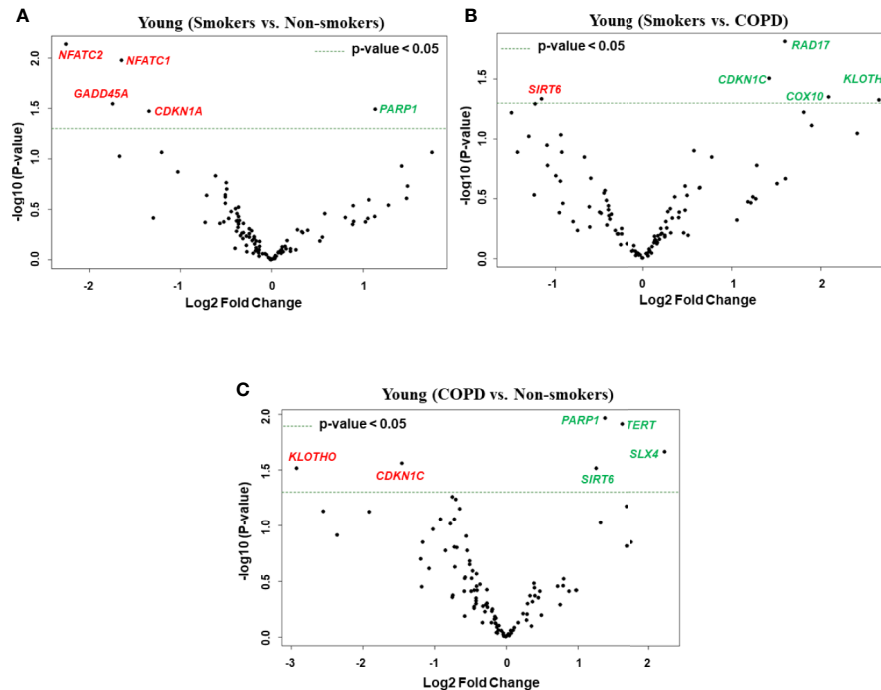 A
Young (Smokers vs. Non-smokers)
NFATC2
NFATC1
p-value < 0.05
GADD45A
CDKN1A
PARP1
2.0
1.5
1.0
0.5
0.0
-log10 (P-value)
-2
-1
0
1
Log2 Fold Change
B
Young (Smokers vs. COPD)
p-value < 0.05
RAD17
CDKN1C
KLOTH
SIRT6
COX10
1.5
1.0
0.5
0.0
-log10 (P-value)
-1
0
1
2
Log2 Fold Change
C
Young (COPD vs. Non-smokers)
p-value < 0.05
PARP1
TERT
SLX4
KLOTHO
CDKN1C
SIRT6
2.0
1.5
1.0
0.5
0.0
-log10 (P-value)
-3
-2
-1
0
1
2
Log2 Fold Change